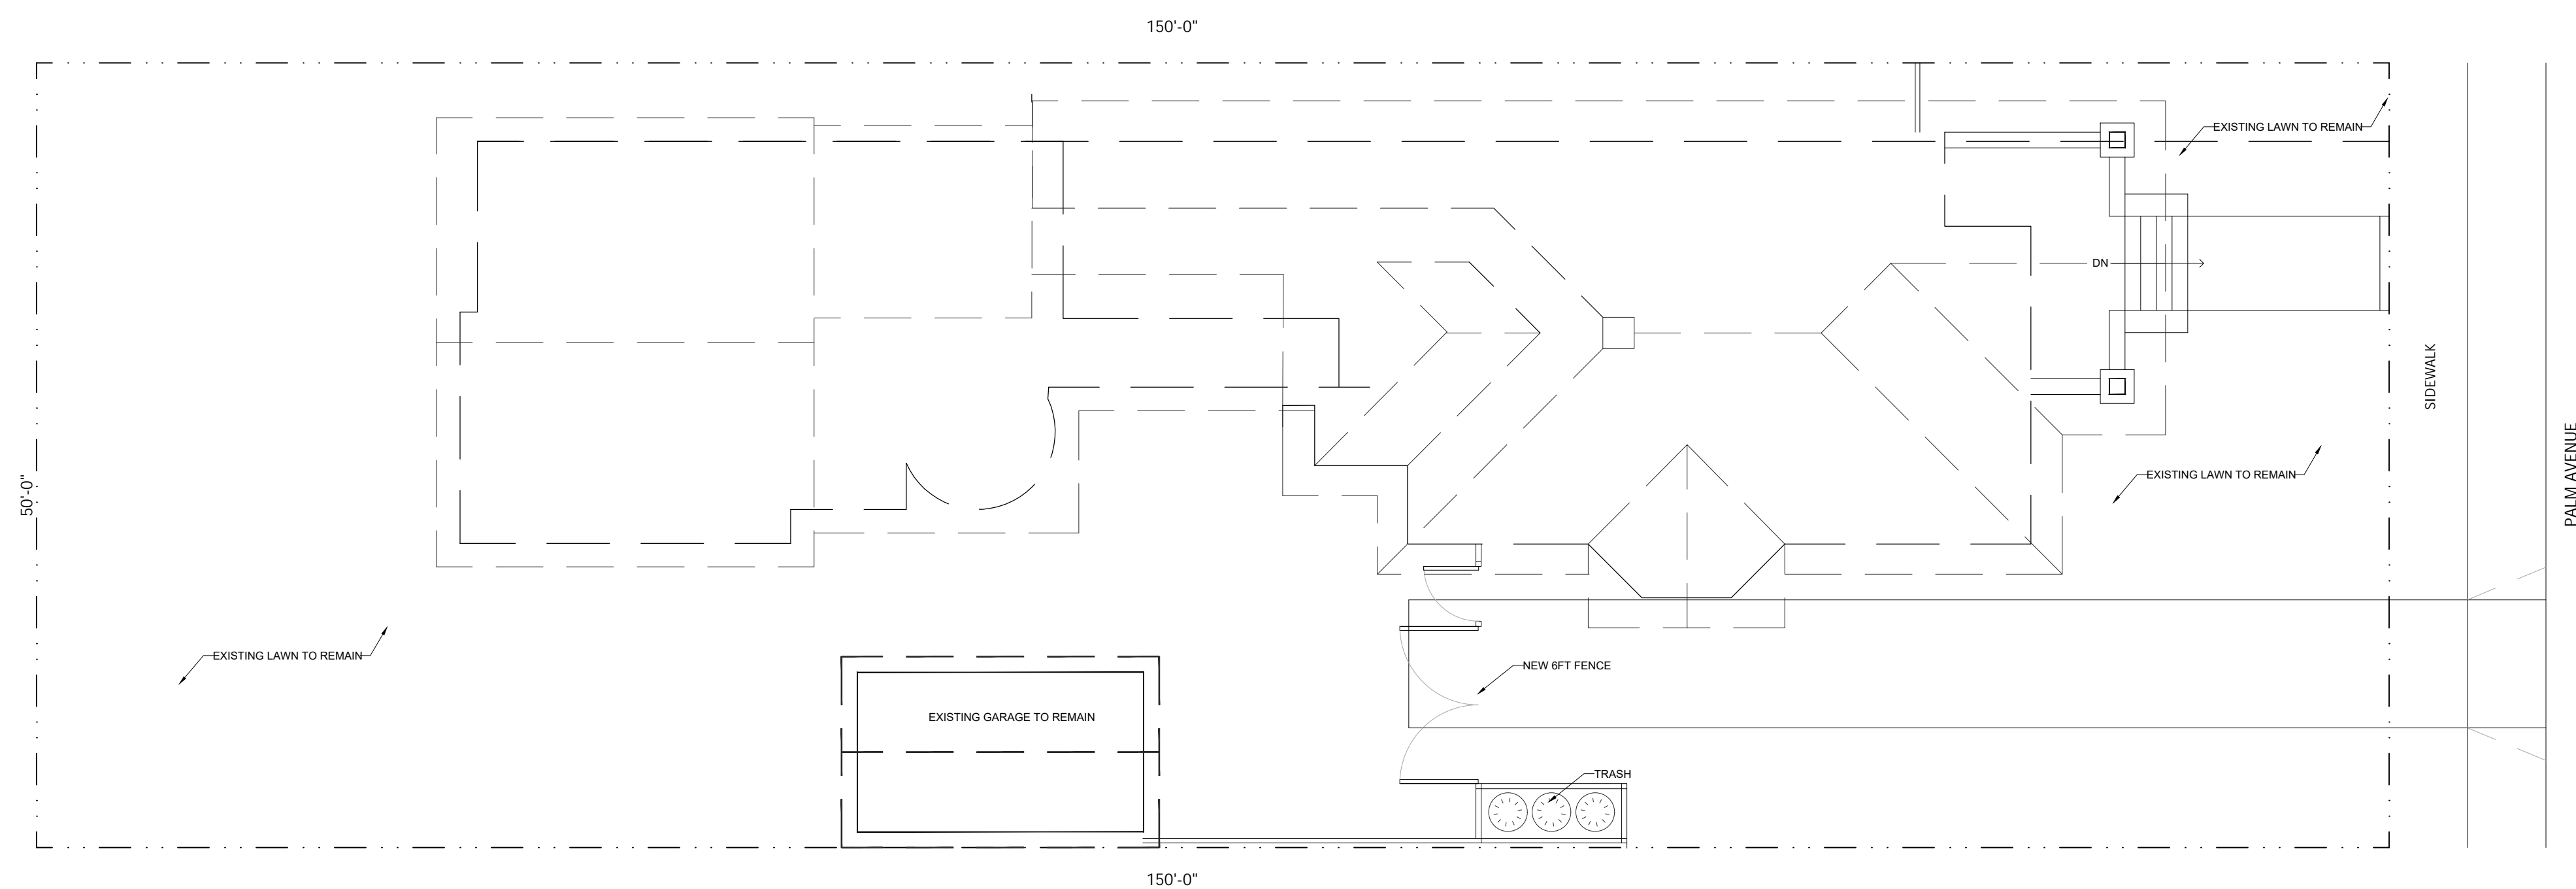 150'-0"
EXISTING LAWN TO REMAIN
DN
SIDEWALK
PALM AVENUE
EXISTING LAWN TO REMAIN
50'-0"
EXISTING LAWN TO REMAIN
NEW 6FT FENCE
EXISTING GARAGE TO REMAIN
TRASH
150'-0"